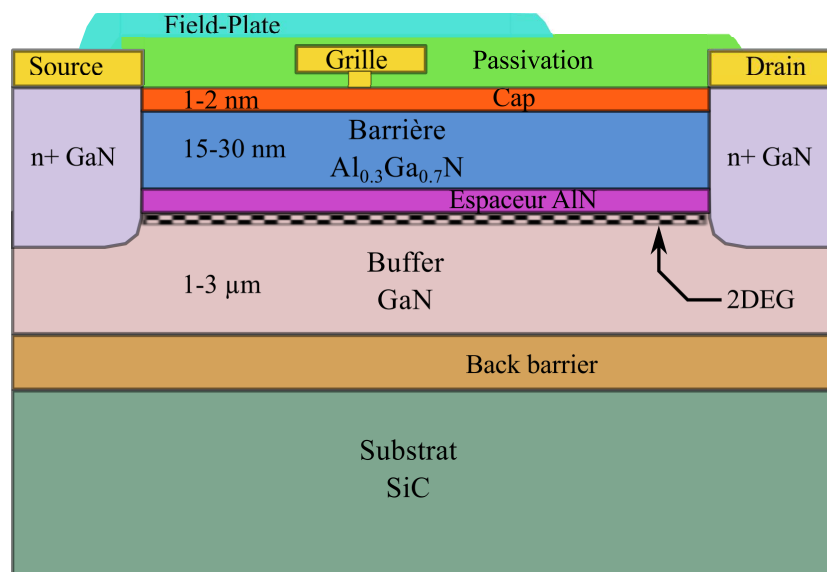 Field-Plate
Source
Grille
Passivation
Drain
1-2 nm
Cap
n+ GaN
15-30 nm
Barrière
Al0.3Ga0.7N
n+ GaN
Espaceur AlN
1-3 µm
Buffer
GaN
2DEG
Back barrier
Substrat
SiC